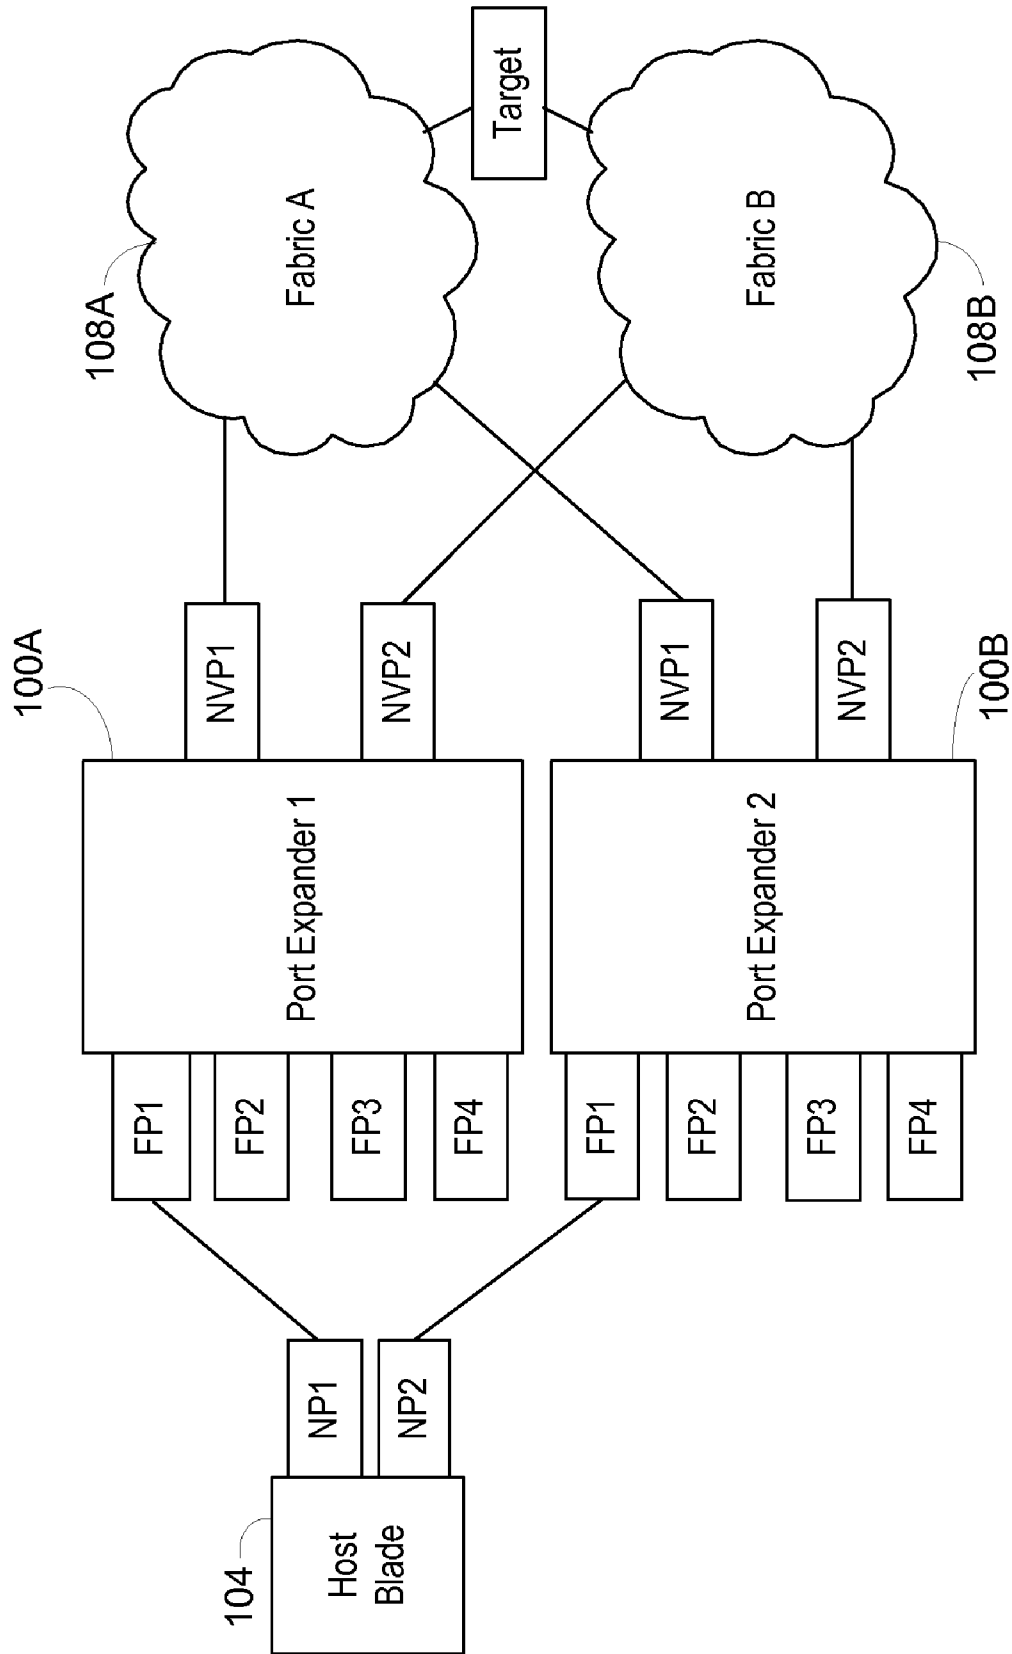 108A
Fabric A
Target
Fabric B
108B
100A
NVP1
NVP2
NVP1
NVP2
100B
Port Expander 1
Port Expander 2
FP1
FP2
FP3
FP4
FP1
FP2
FP3
FP4
NP1
NP2
104
Host
Blade